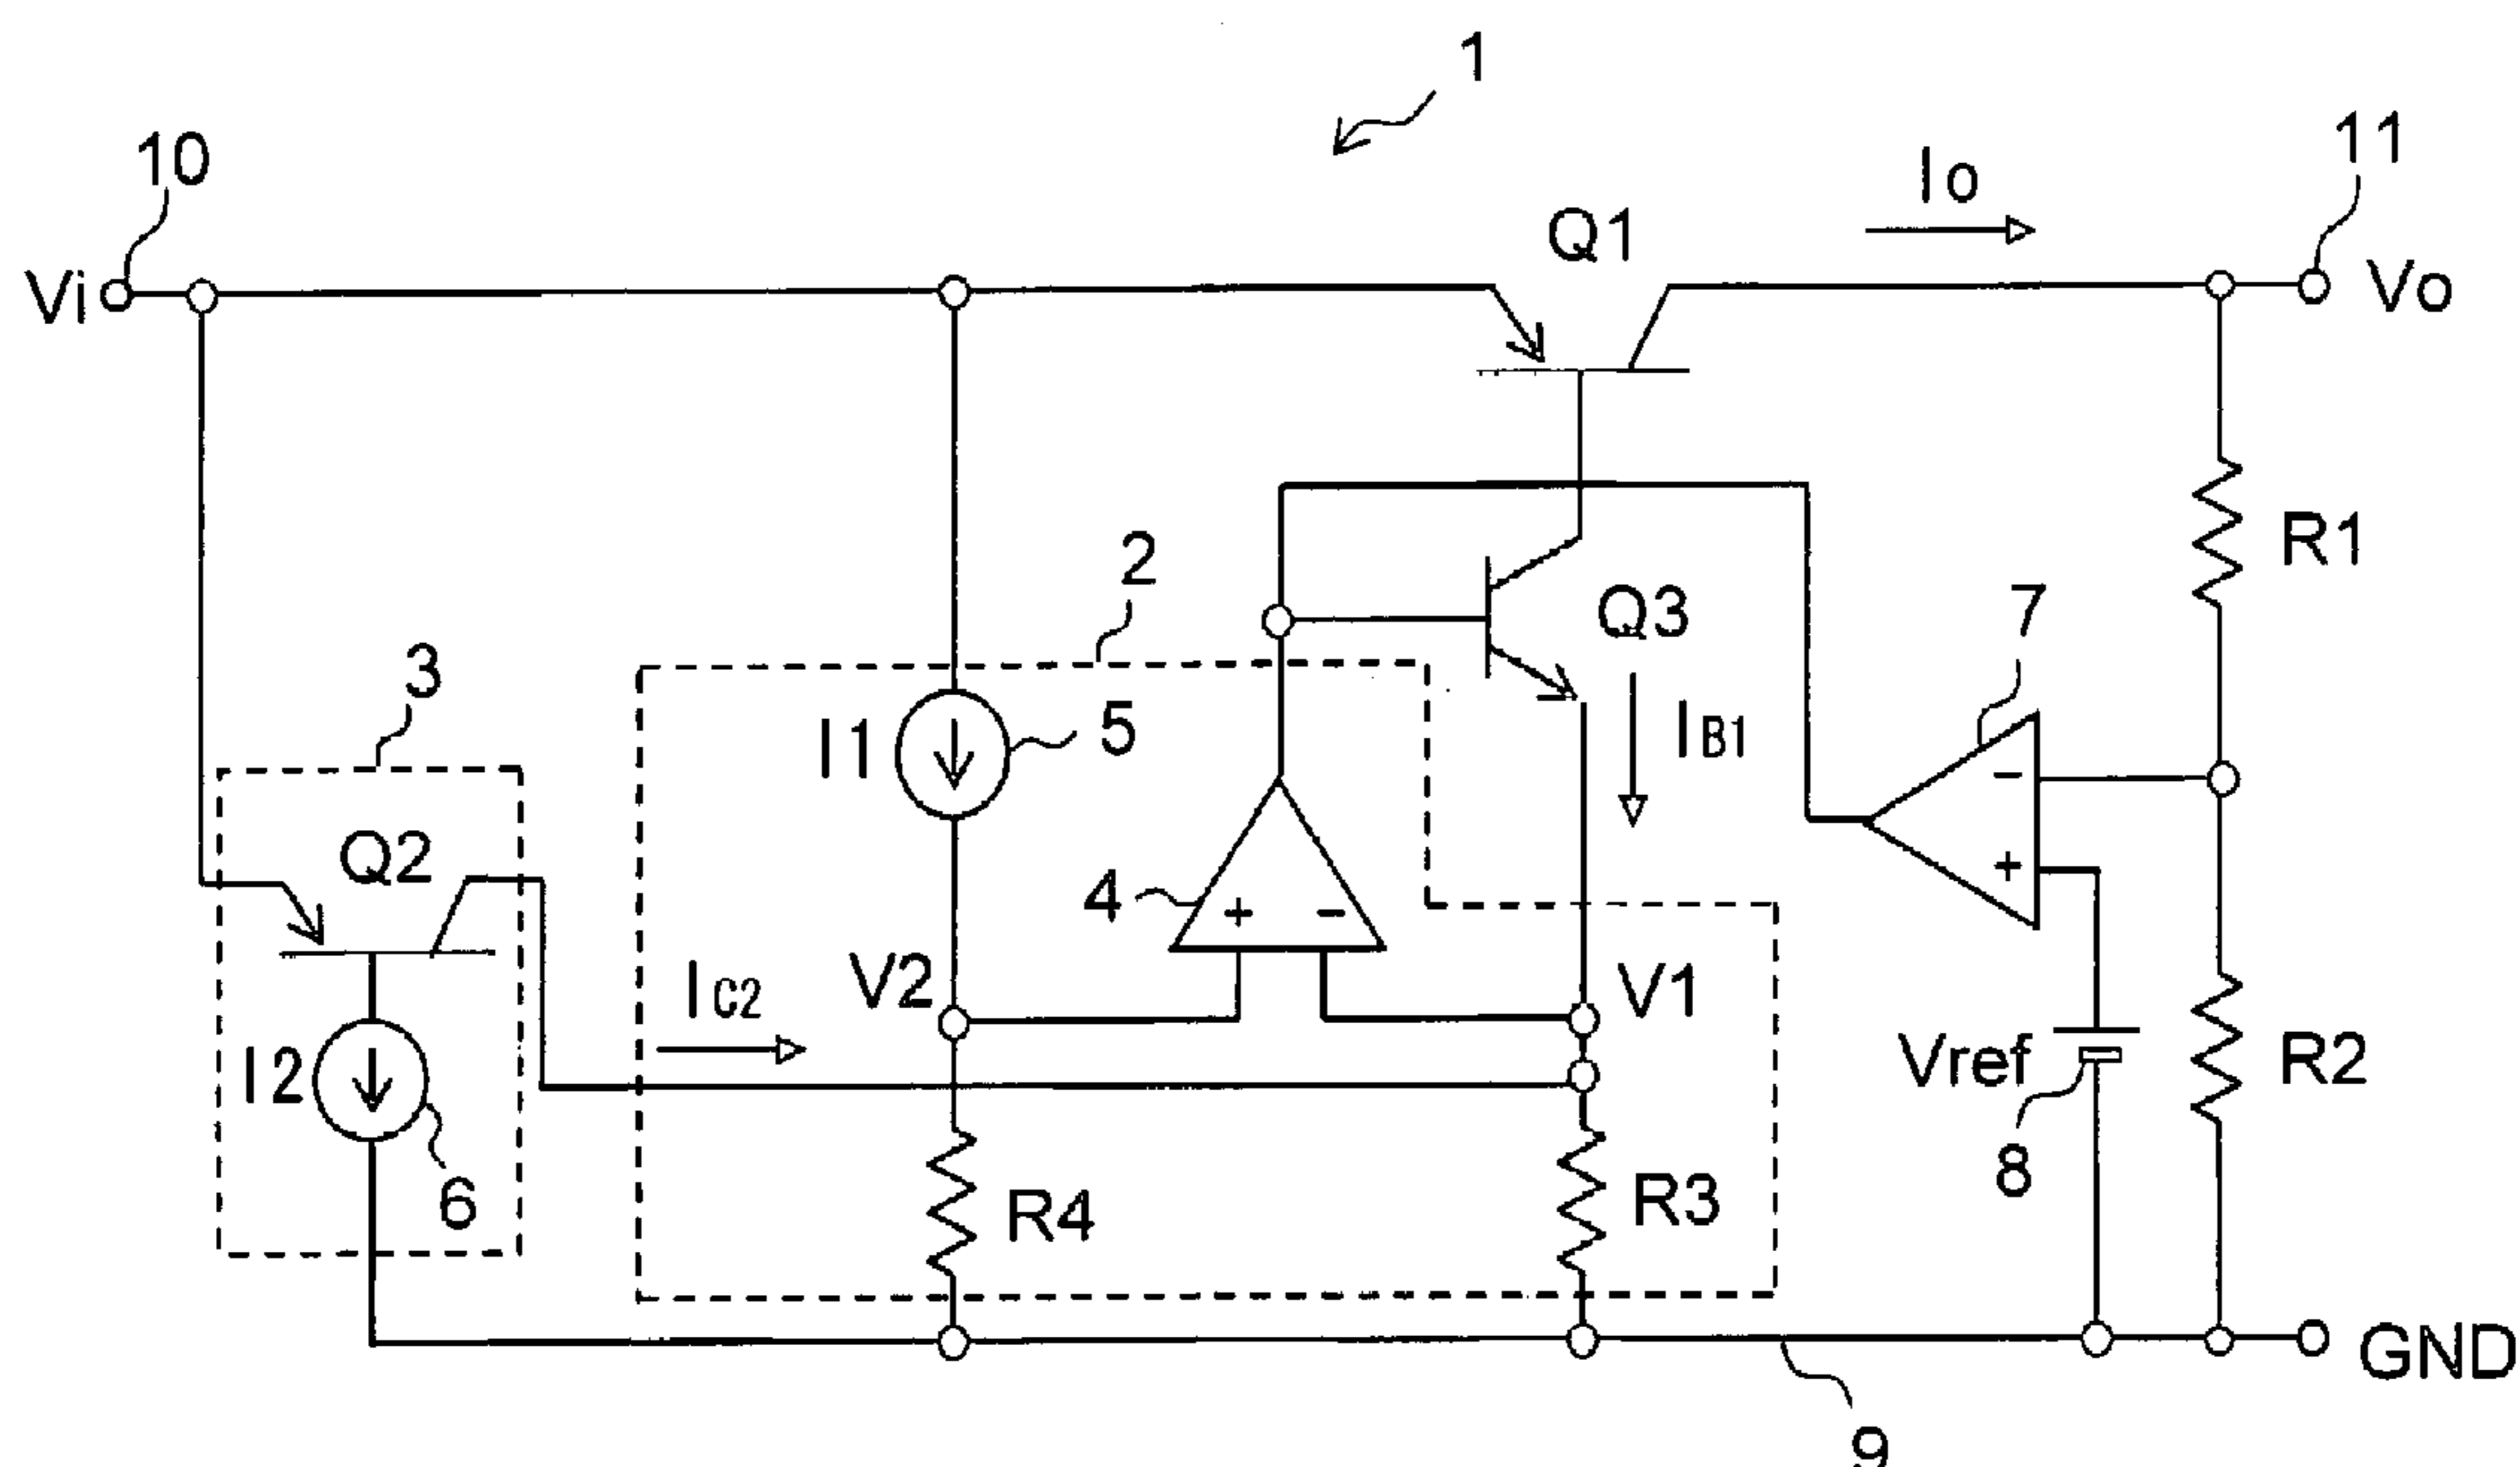 1
10
11
Io
Q1
Vi
Vo
R1
2
Q3
7
3
I1
5
IB1
−
Q2
+
4
+ −
V2
IC2
V1
I2
Vref
R2
8
6
R4
R3
GND
9